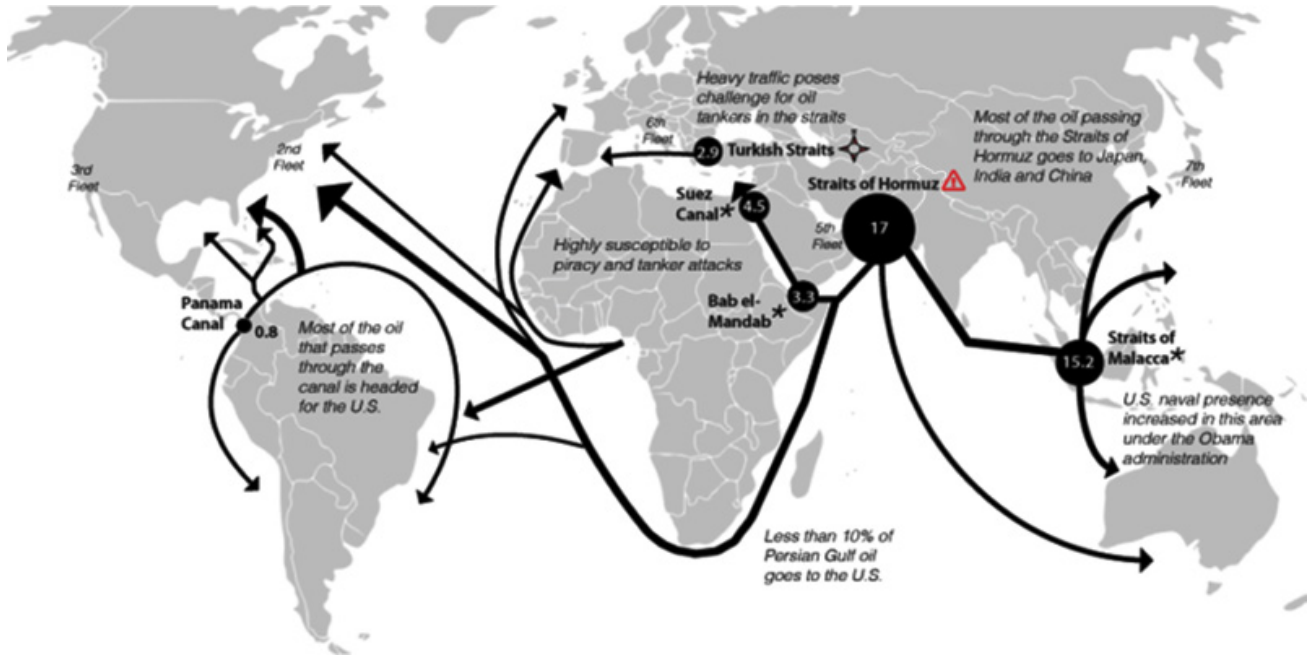 Heavy traffic poses
challenge for oil
tankers in the straits
6th
Fleet
2.9
Turkish Straits
Most of the oil passing
through the Straits of
Hormuz goes to Japan,
India and China
3rd
Fleet
2nd
Fleet
7th
Fleet
Suez
Canal*
4.5
Straits of Hormuz
5th
Fleet
17
Highly susceptible to
piracy and tanker attacks
Bab el-
Mandab*
3.3
Panama
Canal
0.8
Most of the oil
that passes
through the
canal is headed
for the U.S.
Straits of
Malacca*
15.2
U.S. naval presence
increased in this area
under the Obama
administration
Less than 10% of
Persian Gulf oil
goes to the U.S.